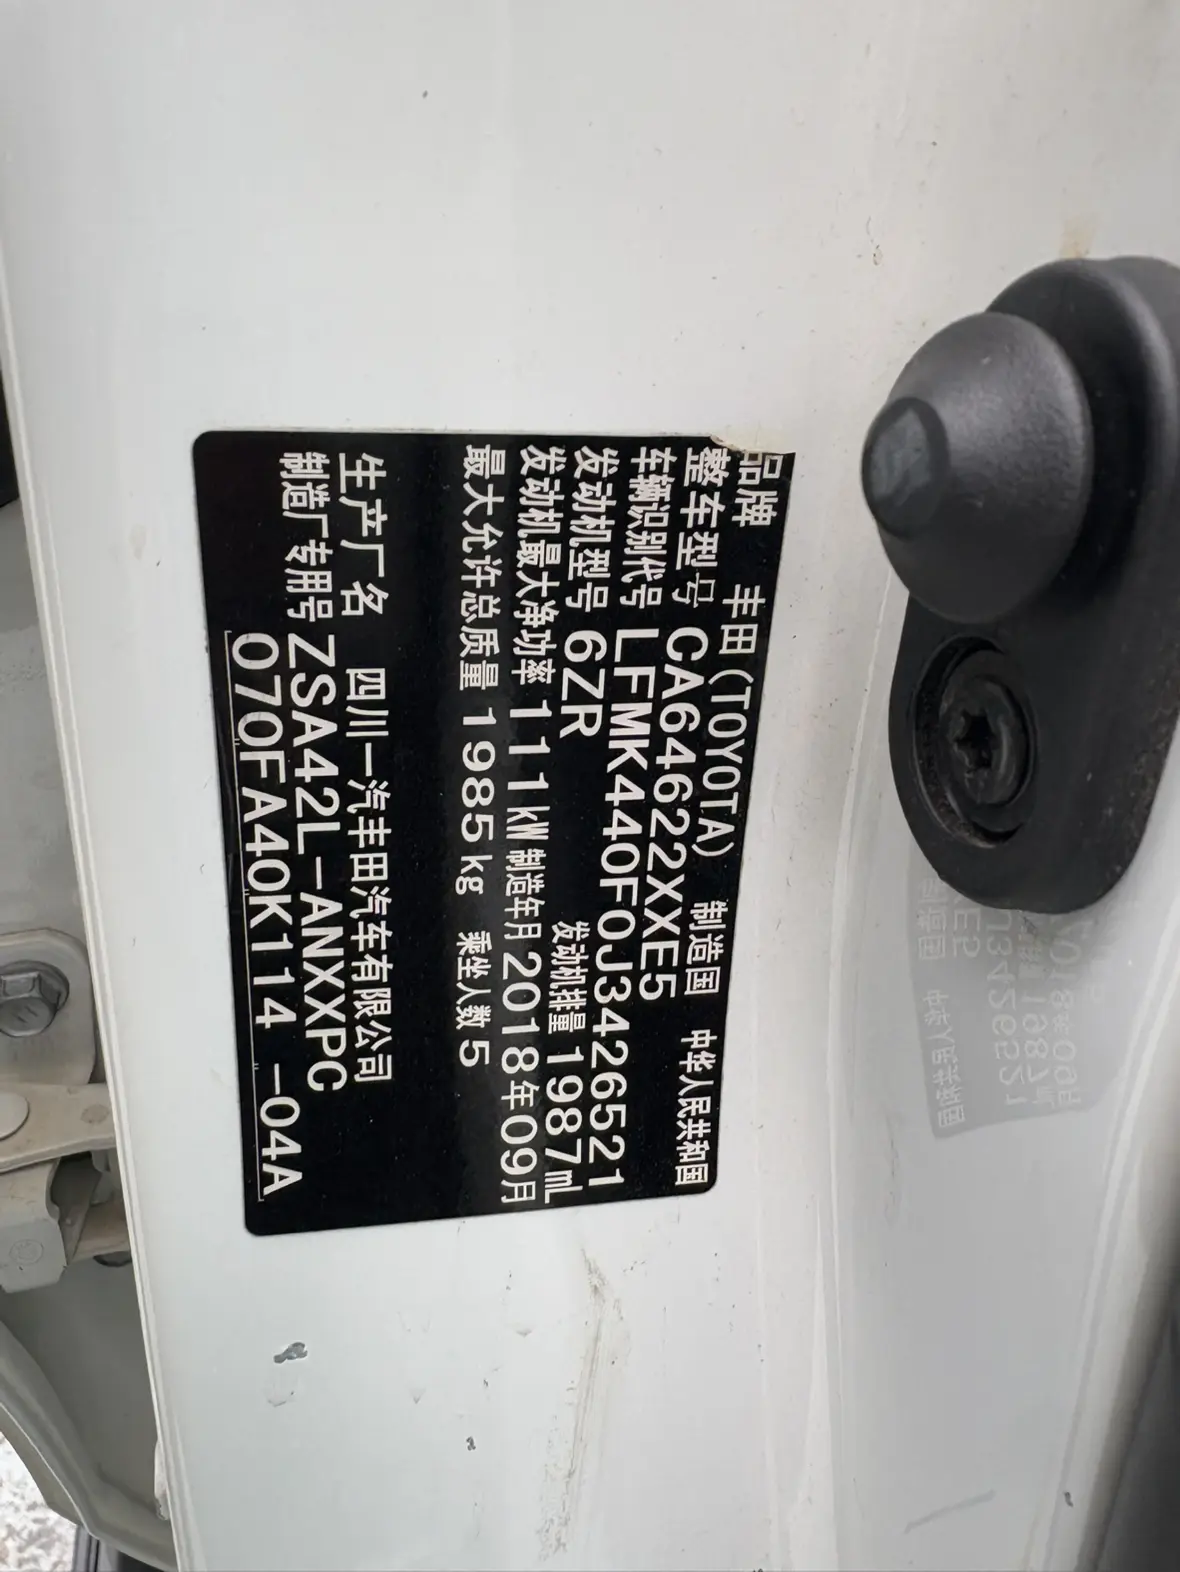 品牌 丰田(TOYOTA) 制造国 中华人民共和国
整车型号 CA64622XXE5
车辆识别代号 LFMK440F0J3426521
发动机型号 6ZR 发动机排量 1987mL
发动机最大净功率 111kW 制造年月 2018年09月
最大允许总质量 1985kg 乘坐人数 5
生产厂名 四川一汽丰田汽车有限公司
制造厂专用号 ZSA42L-ANXXPC
070FA40K114 -04A